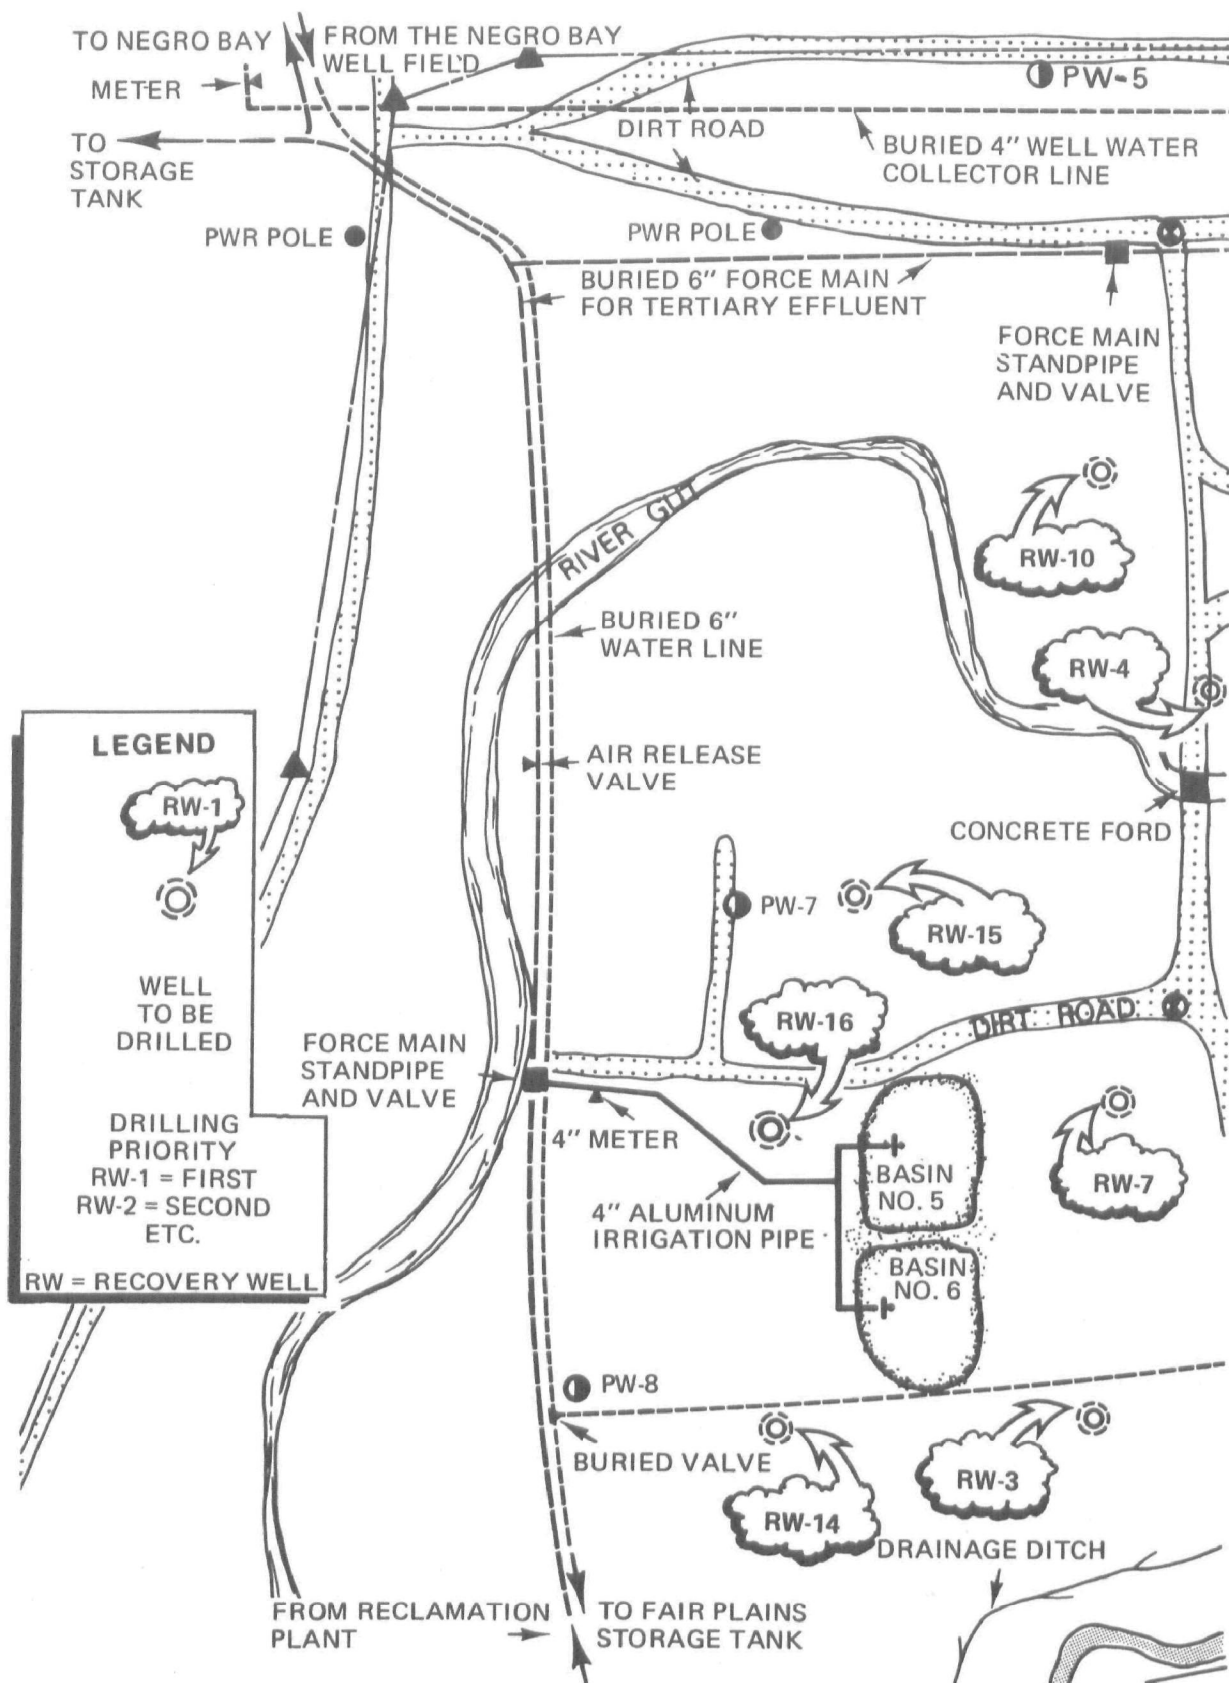 TO NEGRO BAY
FROM THE NEGRO BAY
WELL FIELD
METER
PW-5
TO
STORAGE
TANK
DIRT ROAD
BURIED 4" WELL WATER
COLLECTOR LINE
PWR POLE
PWR POLE
BURIED 6" FORCE MAIN
FOR TERTIARY EFFLUENT
FORCE MAIN
STANDPIPE
AND VALVE
RIVER GUT
RW-10
BURIED 6"
WATER LINE
RW-4
LEGEND
RW-1
AIR RELEASE
VALVE
CONCRETE FORD
PW-7
RW-15
WELL
TO BE
DRILLED
RW-16
DIRT ROAD
FORCE MAIN
STANDPIPE
AND VALVE
DRILLING
PRIORITY
RW-1 = FIRST
RW-2 = SECOND
ETC.
RW = RECOVERY WELL
4" METER
BASIN
NO. 5
RW-7
4" ALUMINUM
IRRIGATION PIPE
BASIN
NO. 6
PW-8
BURIED VALVE
RW-3
RW-14
DRAINAGE DITCH
FROM RECLAMATION
PLANT
TO FAIR PLAINS
STORAGE TANK